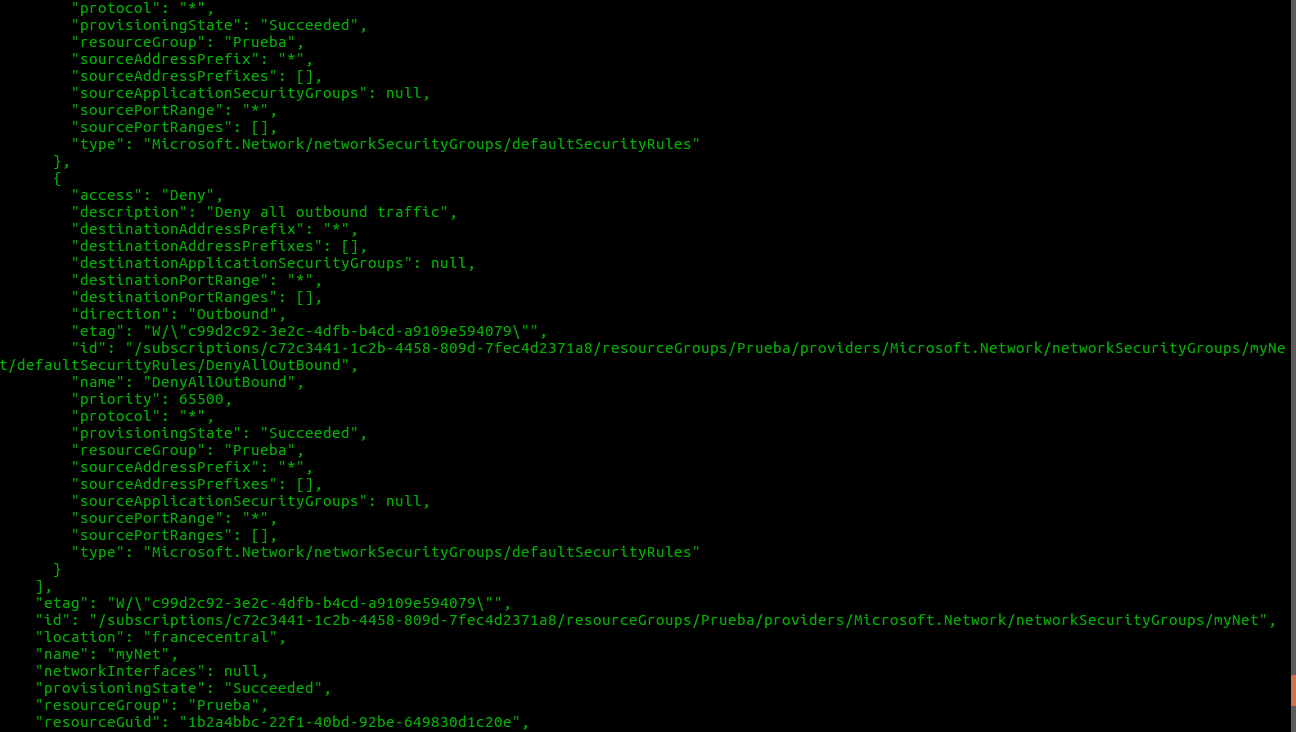 "protocol": "*",
"provisioningState": "Succeeded",
"resourceGroup": "Prueba",
"sourceAddressPrefix": "*",
"sourceAddressPrefixes": [],
"sourceApplicationSecurityGroups": null,
"sourcePortRange": "*",
"sourcePortRanges": [],
"type": "Microsoft.Network/networkSecurityGroups/defaultSecurityRules"
},
{
"access": "Deny",
"description": "Deny all outbound traffic",
"destinationAddressPrefix": "*",
"destinationAddressPrefixes": [],
"destinationApplicationSecurityGroups": null,
"destinationPortRange": "*",
"destinationPortRanges": [],
"direction": "Outbound",
"etag": "W/\"c99d2c92-3e2c-4dfb-b4cd-a9109e594079\"",
"id": "/subscriptions/c72c3441-1c2b-4458-809d-7fec4d2371a8/resourceGroups/Prueba/providers/Microsoft.Network/networkSecurityGroups/myNe
t/defaultSecurityRules/DenyAllOutBound",
"name": "DenyAllOutBound",
"priority": 65500,
"protocol": "*",
"provisioningState": "Succeeded",
"resourceGroup": "Prueba",
"sourceAddressPrefix": "*",
"sourceAddressPrefixes": [],
"sourceApplicationSecurityGroups": null,
"sourcePortRange": "*",
"sourcePortRanges": [],
"type": "Microsoft.Network/networkSecurityGroups/defaultSecurityRules"
}
],
"etag": "W/\"c99d2c92-3e2c-4dfb-b4cd-a9109e594079\"",
"id": "/subscriptions/c72c3441-1c2b-4458-809d-7fec4d2371a8/resourceGroups/Prueba/providers/Microsoft.Network/networkSecurityGroups/myNet",
"location": "francecentral",
"name": "myNet",
"networkInterfaces": null,
"provisioningState": "Succeeded",
"resourceGroup": "Prueba",
"resourceGuid": "1b2a4bbc-22f1-40bd-92be-649830d1c20e",